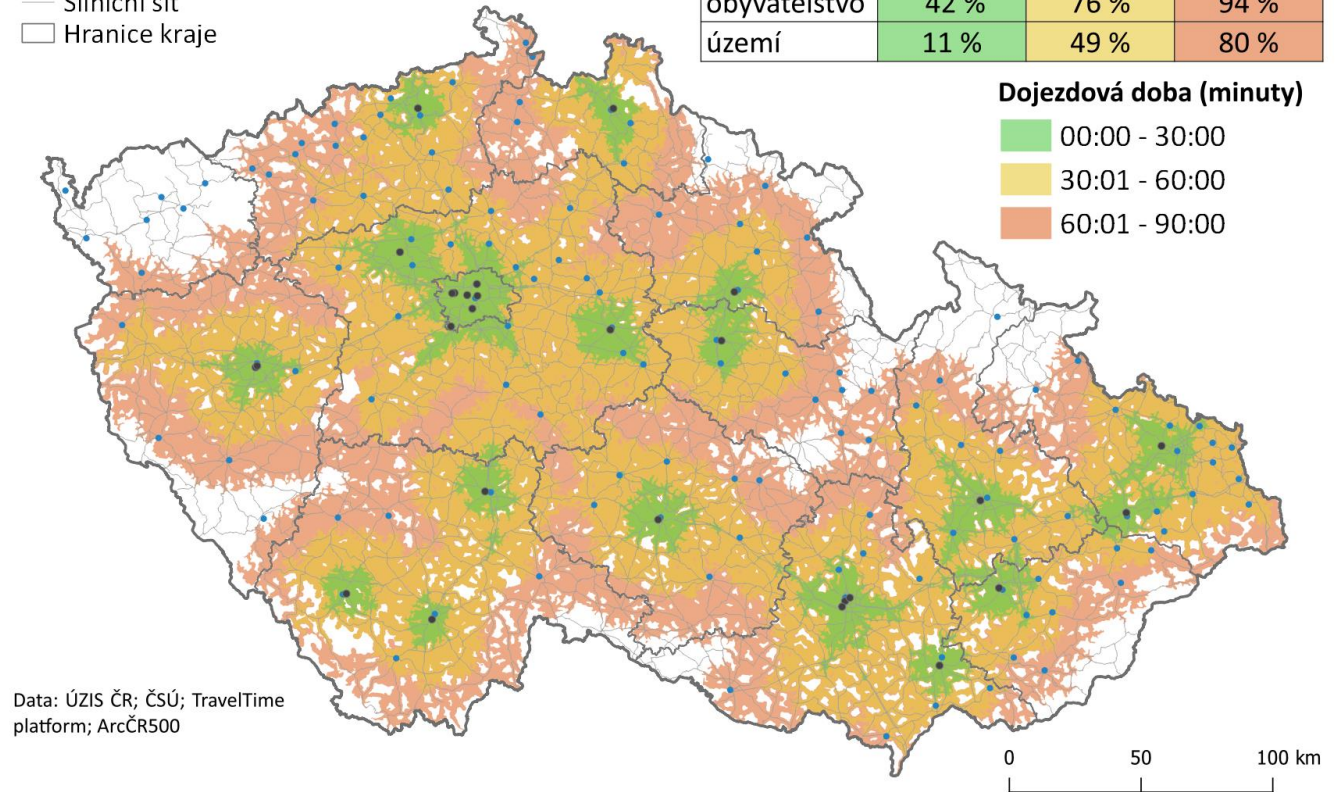 Silniční síť
Hranice kraje
obyvatelstvo 42 % 76 % 94 %
území 11 % 49 % 80 %
Dojezdová doba (minuty)
00:00 - 30:00
30:01 - 60:00
60:01 - 90:00
Data: ÚZIS ČR; ČSÚ; TravelTime
platform; ArcČR500
0 50 100 km